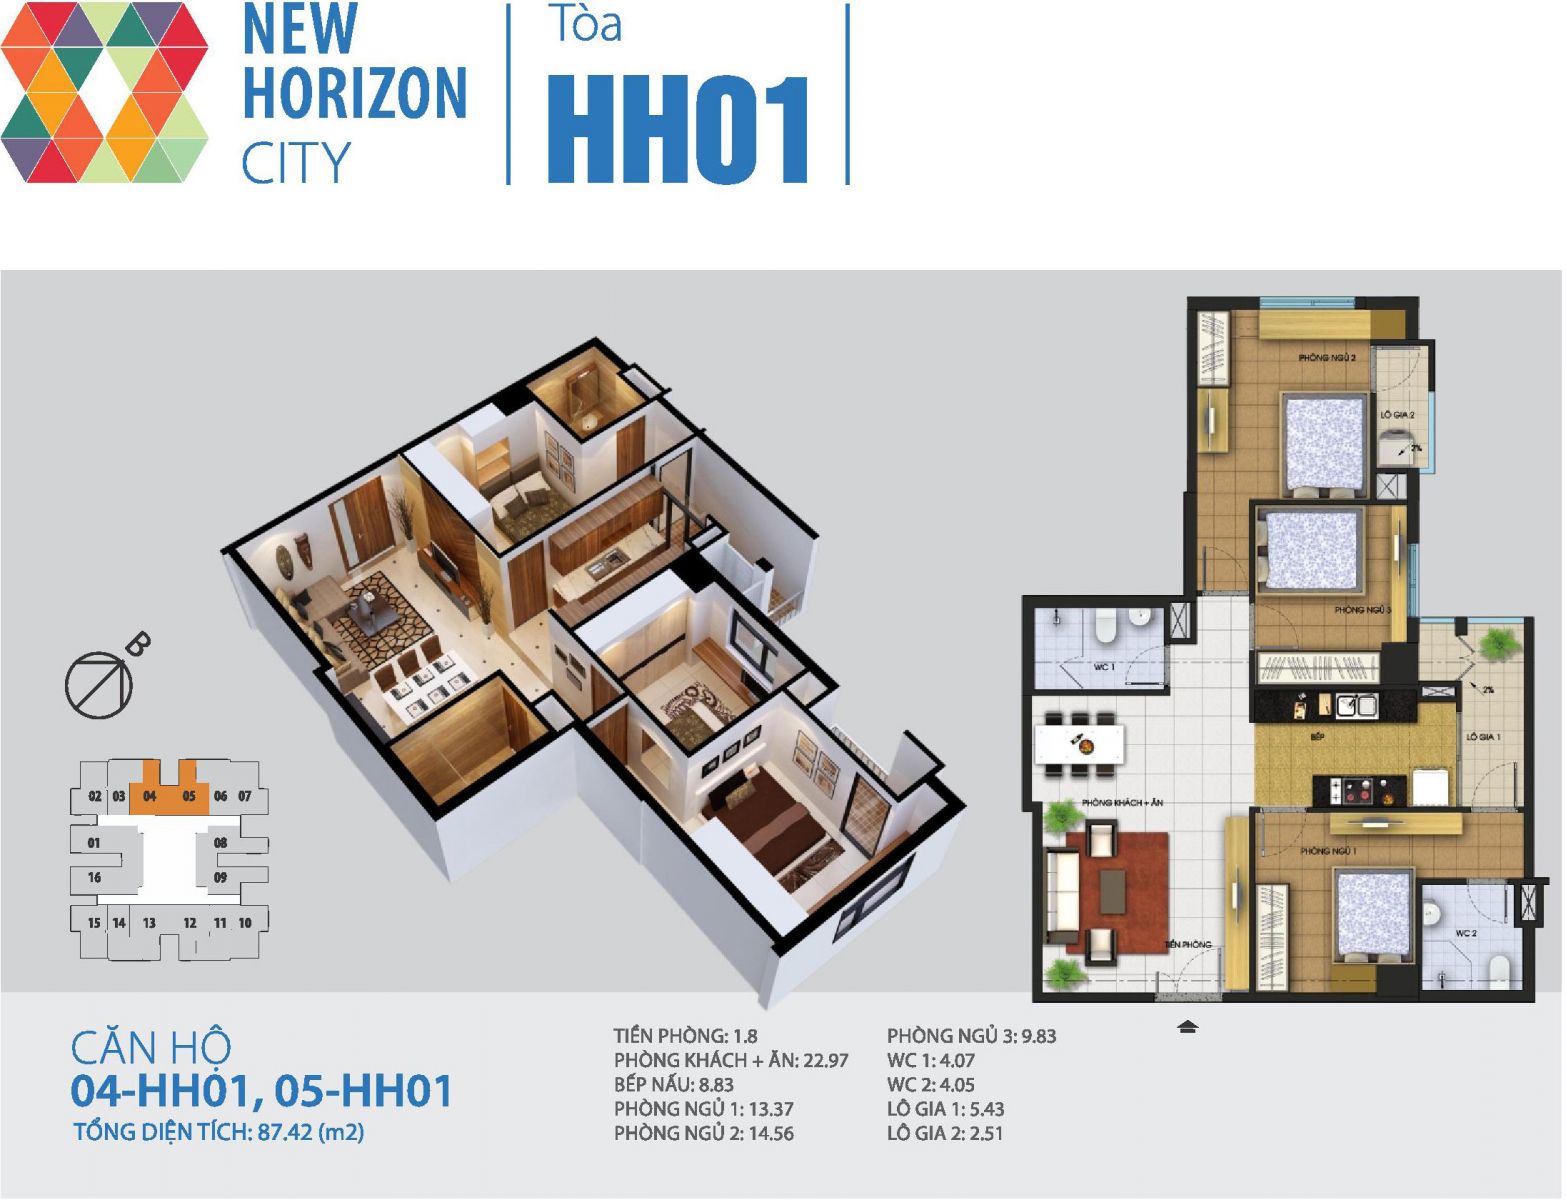 NEW
HORIZON
CITY
Tòa
HH01
PHÒNG NGỦ 2
LÔ GIA 2
2%
PHÒNG NGỦ 3
WC 1
2%
BẾP
LÔ GIA 1
PHÒNG KHÁCH + ĂN
PHÒNG NGỦ 1
WC 2
TIỀN PHÒNG
B
02 03 04 05 06 07
01 08
16 09
15 14 13 12 11 10
CĂN HỘ
04-HH01, 05-HH01
TỔNG DIỆN TÍCH: 87.42 (m2)
TIỀN PHÒNG: 1.8
PHÒNG KHÁCH + ĂN: 22.97
BẾP NẤU: 8.83
PHÒNG NGỦ 1: 13.37
PHÒNG NGỦ 2: 14.56
PHÒNG NGỦ 3: 9.83
WC 1: 4.07
WC 2: 4.05
LÔ GIA 1: 5.43
LÔ GIA 2: 2.51